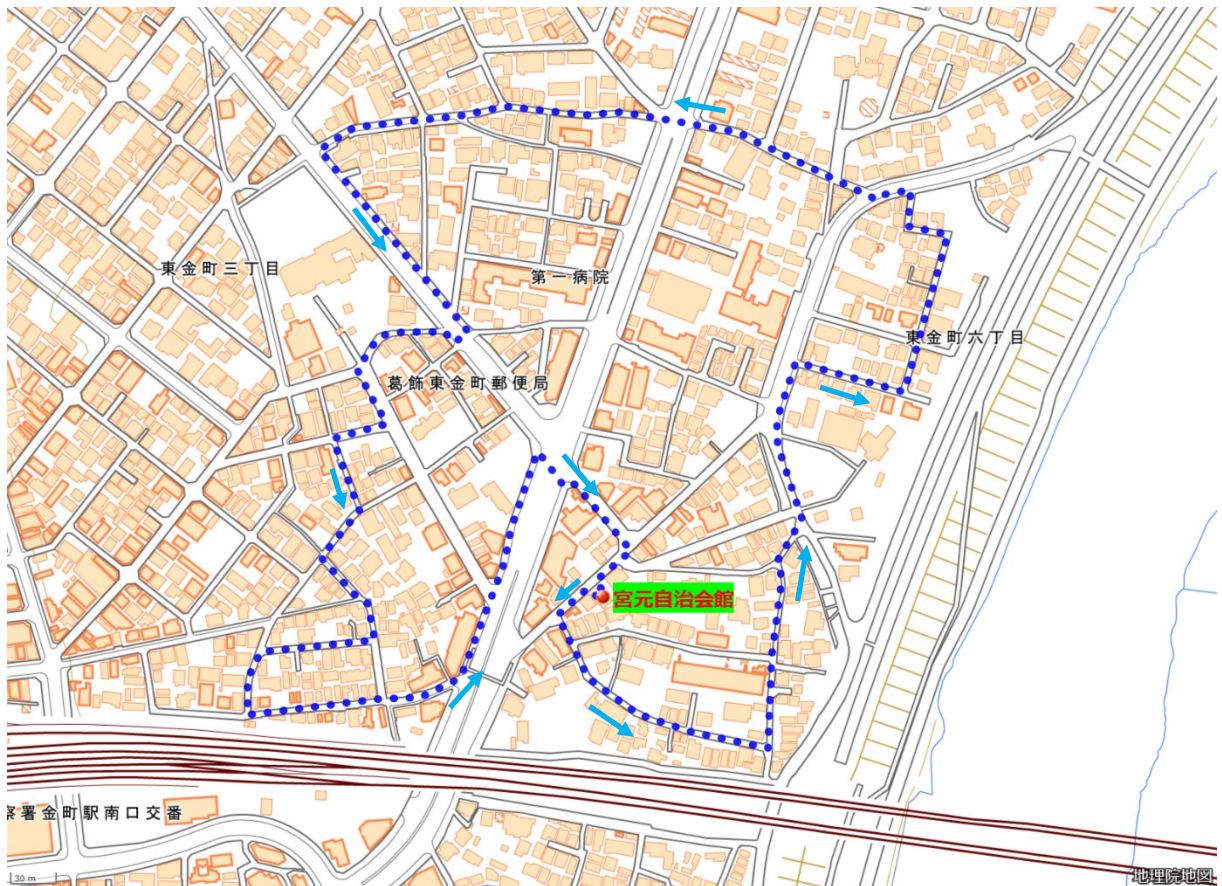 東金町三丁目
第一病院
東金町六丁目
葛飾東金町郵便局
宮元自治会館
察署金町駅南口交番
30 m
地理院地図